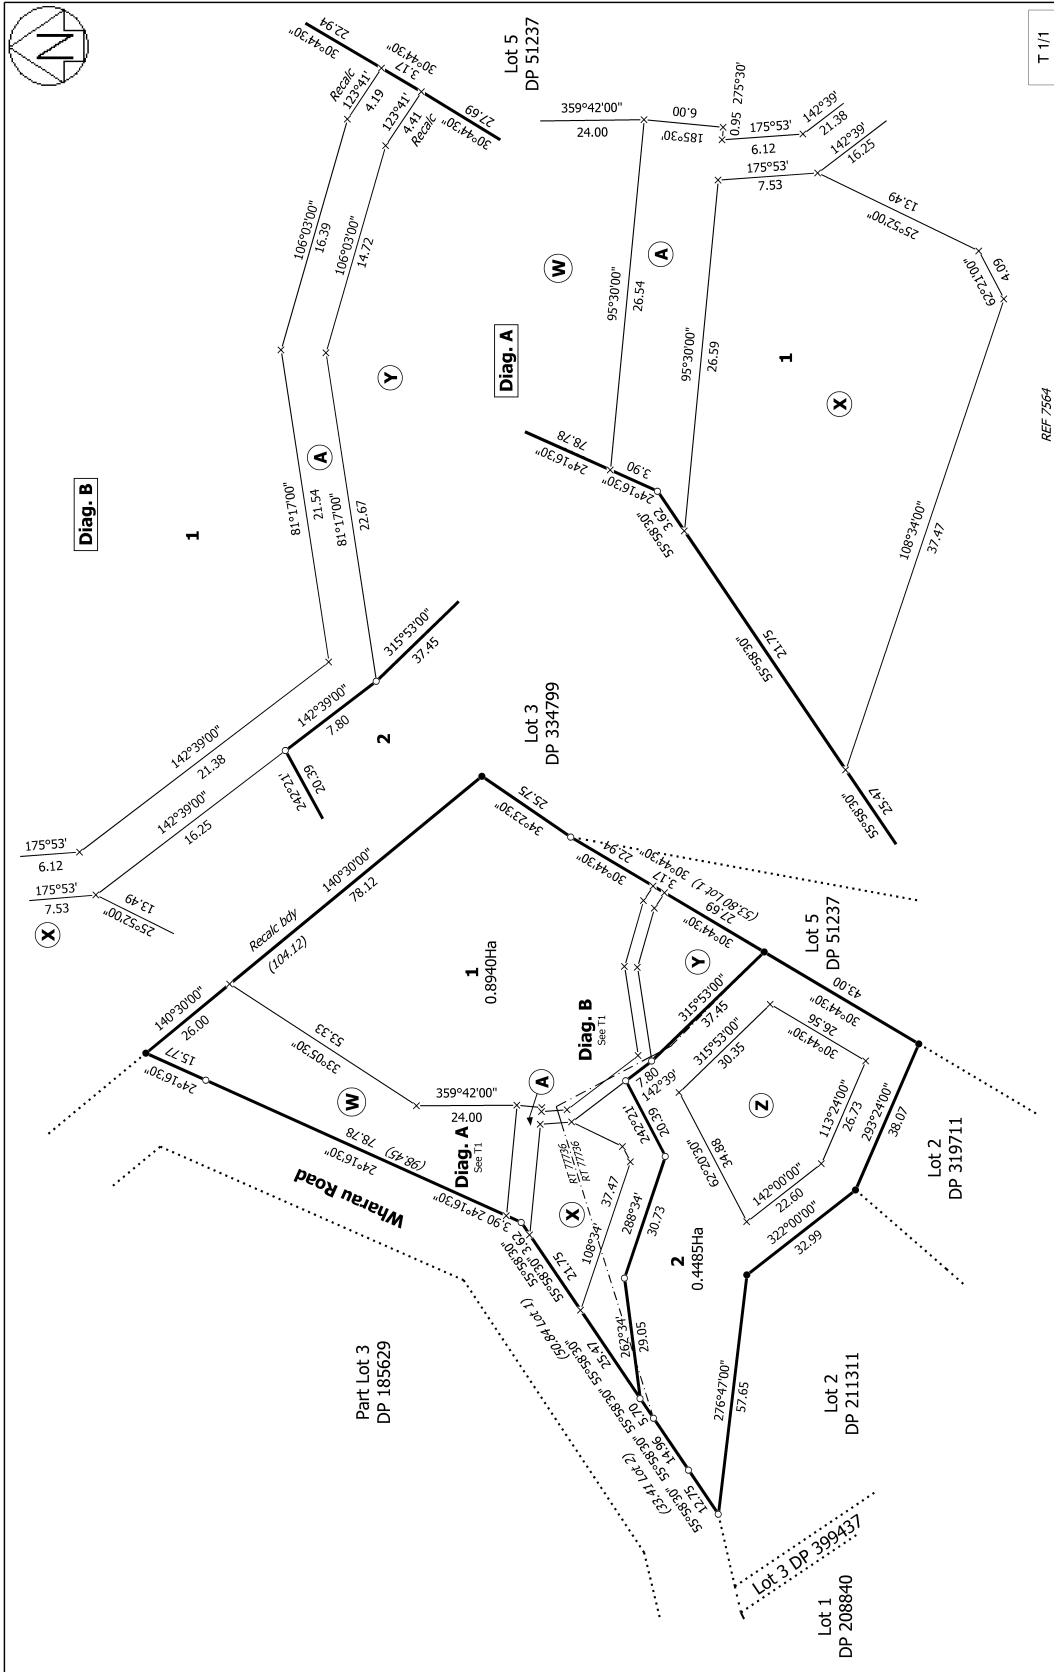 N
Diag. B
X
175°53'
7.53
175°53'
6.12
25°52'00"
13.49
142°39'00"
16.25
142°39'00"
21.38
242°21'
20.39
142°39'00"
7.80
2
315°53'00"
37.45
1
81°17'00"
21.54
81°17'00"
22.67
A
Y
106°03'00"
16.39
106°03'00"
14.72
Recalc
123°41'
4.19
123°41'
4.41
Recalc
30°44'30"
22.94
30°44'30"
3.17
30°44'30"
27.69
Lot 5
DP 51237
T 1/1
Diag. A
W
359°42'00"
24.00
185°30'
6.00
0.95 275°30'
175°53'
6.12
142°39'
21.38
175°53'
7.53
142°39'
16.25
95°30'00"
26.54
A
95°30'00"
26.59
24°16'30"
78.78
24°16'30"
3.90
55°58'30"
3.62
1
X
25°52'00"
13.49
62°21'00"
4.09
108°34'00"
37.47
55°58'30"
21.75
55°58'30"
25.47
REF 7564
140°30'00"
26.00
Recalc bdy
(104.12)
140°30'00"
78.12
24°16'30"
15.77
33°05'30"
53.33
W
359°42'00"
24.00
24°16'30"
78.78
(98.45)
Wharau Road
Diag. A
See T1
A
1
0.8940Ha
Diag. B
See T1
34°23'30"
25.75
Lot 3
DP 334799
30°44'30"
22.94
3.17
30°44'30"
(53.80 Lot 1)
30°44'30"
27.69
Y
315°53'00"
37.45
7.80
142°39'
RT 77736
RT 77736
X
3.90 24°16'30"
55°58'30" 3.62
55°58'30"
21.75
(50.84 Lot 1)
108°34'
37.47
242°21'
20.39
288°34'
30.73
262°34'
29.05
25.47
55°58'30"
5.70
55°58'30"
14.96
55°58'30"
(33.41 Lot 2)
12.75
55°58'30"
2
0.4485Ha
Z
62°20'30"
34.88
315°53'00"
30.35
30°44'30"
26.56
113°24'00"
26.73
142°00'00"
22.60
30°44'30"
43.00
293°24'00"
38.07
322°00'00"
32.99
276°47'00"
57.65
Lot 5
DP 51237
Lot 2
DP 319711
Lot 2
DP 211311
Part Lot 3
DP 185629
Lot 3 DP 399437
Lot 1
DP 208840